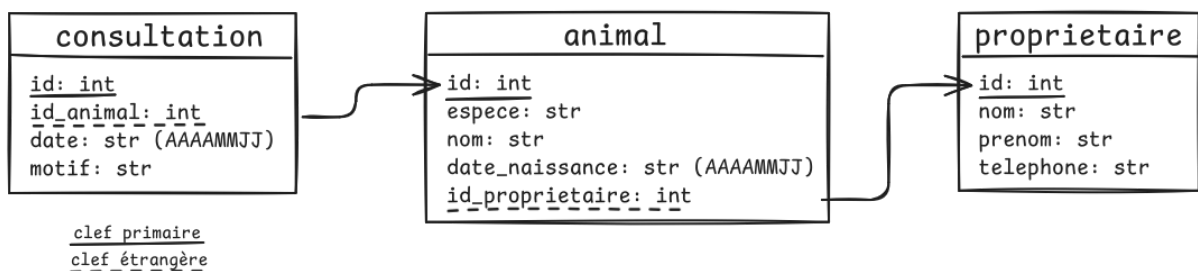 consultation
id: int
id_animal: int
date: str (AAAAMMJJ)
motif: str
animal
id: int
espece: str
nom: str
date_naissance: str (AAAAMMJJ)
id_proprietaire: int
proprietaire
id: int
nom: str
prenom: str
telephone: str
clef primaire
clef étrangère